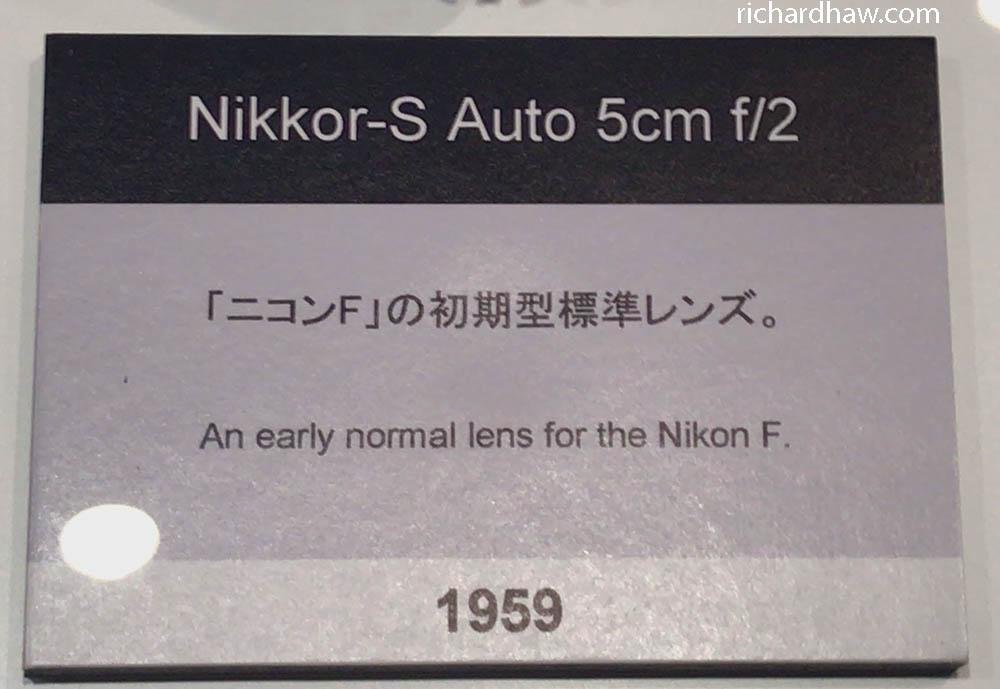 richardhaw.com
Nikkor-S Auto 5cm f/2
「ニコンF」の初期型標準レンズ。
An early normal lens for the Nikon F.
1959